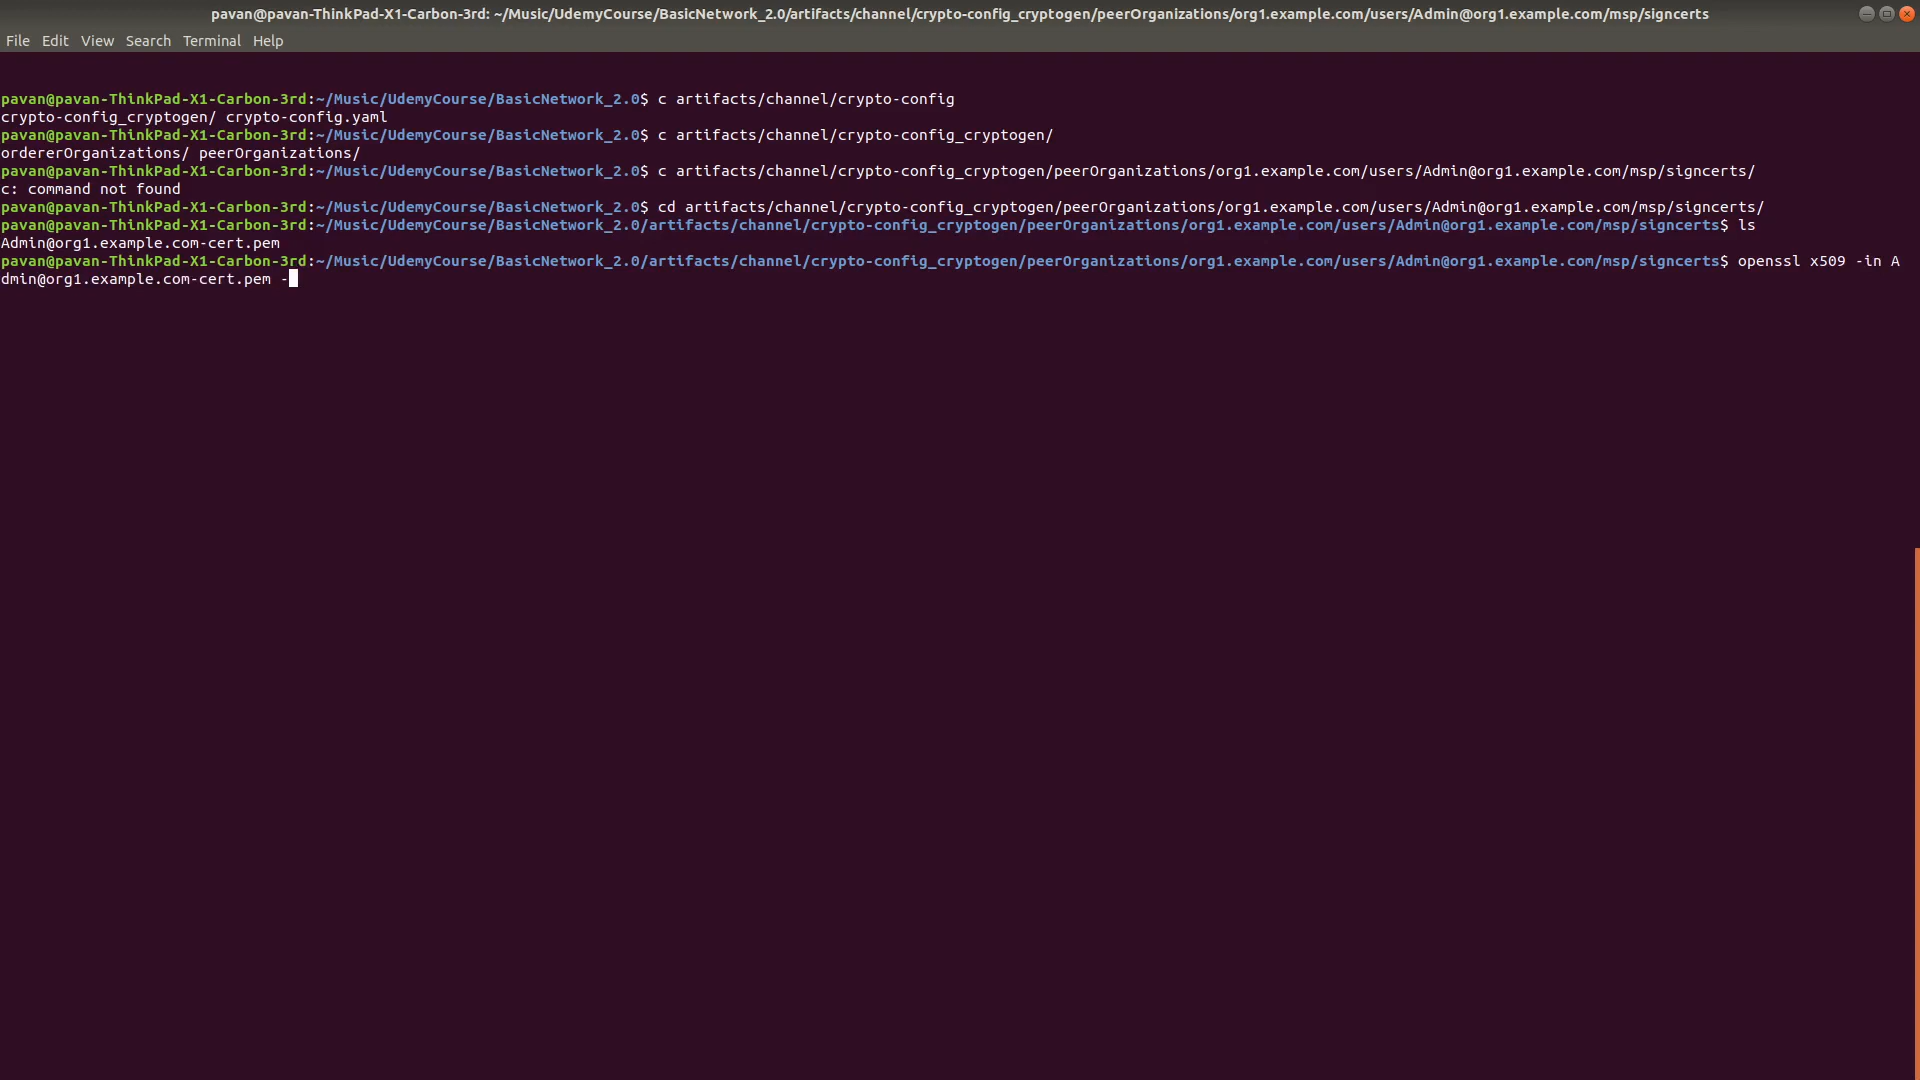 pavan@pavan-ThinkPad-X1-Carbon-3rd: ~/Music/UdemyCourse/BasicNetwork_2.0/artifacts/channel/crypto-config_cryptogen/peerOrganizations/org1.example.com/users/Admin@org1.example.com/msp/signcerts
File Edit View Search Terminal Help
pavan@pavan-ThinkPad-X1-Carbon-3rd:~/Music/UdemyCourse/BasicNetwork_2.0$ c artifacts/channel/crypto-config
crypto-config_cryptogen/ crypto-config.yaml
pavan@pavan-ThinkPad-X1-Carbon-3rd:~/Music/UdemyCourse/BasicNetwork_2.0$ c artifacts/channel/crypto-config_cryptogen/
ordererOrganizations/ peerOrganizations/
pavan@pavan-ThinkPad-X1-Carbon-3rd:~/Music/UdemyCourse/BasicNetwork_2.0$ c artifacts/channel/crypto-config_cryptogen/peerOrganizations/org1.example.com/users/Admin@org1.example.com/msp/signcerts/
c: command not found
pavan@pavan-ThinkPad-X1-Carbon-3rd:~/Music/UdemyCourse/BasicNetwork_2.0$ cd artifacts/channel/crypto-config_cryptogen/peerOrganizations/org1.example.com/users/Admin@org1.example.com/msp/signcerts/
pavan@pavan-ThinkPad-X1-Carbon-3rd:~/Music/UdemyCourse/BasicNetwork_2.0/artifacts/channel/crypto-config_cryptogen/peerOrganizations/org1.example.com/users/Admin@org1.example.com/msp/signcerts$ ls
Admin@org1.example.com-cert.pem
pavan@pavan-ThinkPad-X1-Carbon-3rd:~/Music/UdemyCourse/BasicNetwork_2.0/artifacts/channel/crypto-config_cryptogen/peerOrganizations/org1.example.com/users/Admin@org1.example.com/msp/signcerts$ openssl x509 -in A
dmin@org1.example.com-cert.pem -